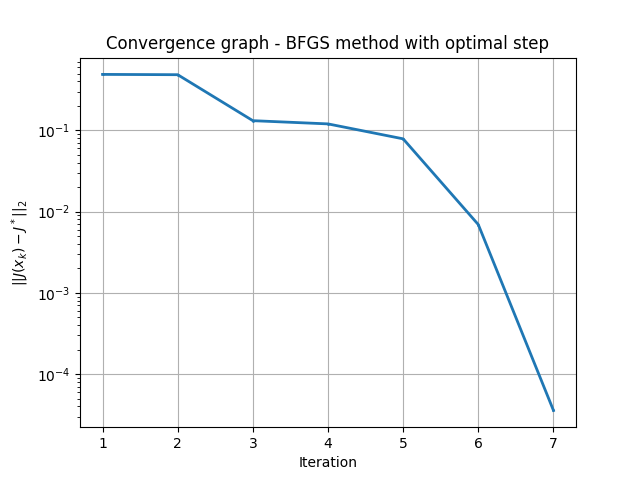 Convergence graph - BFGS method with optimal step
||J(x_k) − J^*||_2
10^{-1}
10^{-2}
10^{-3}
10^{-4}
1 2 3 4 5 6 7
Iteration